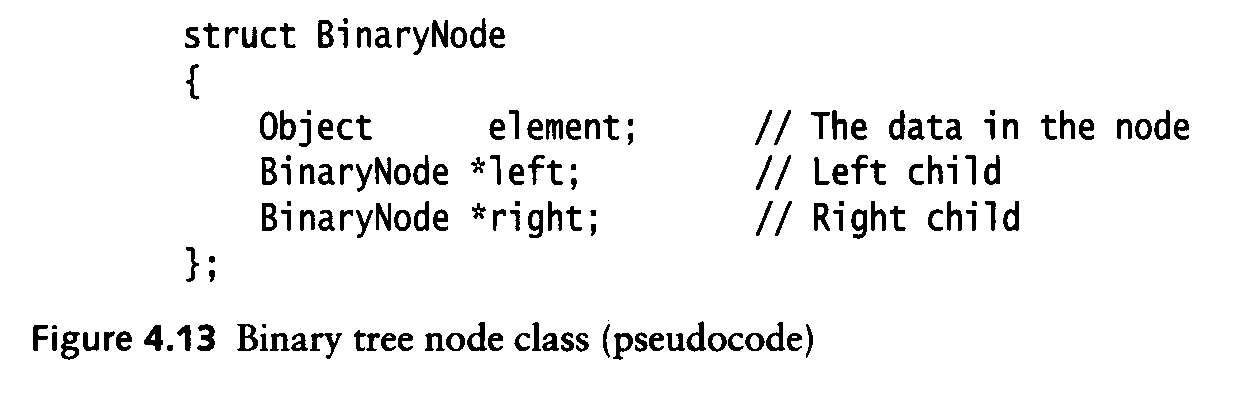 struct BinaryNode
{
    Object      element;      // The data in the node
    BinaryNode *left;         // Left child
    BinaryNode *right;        // Right child
};
Figure 4.13 Binary tree node class (pseudocode)